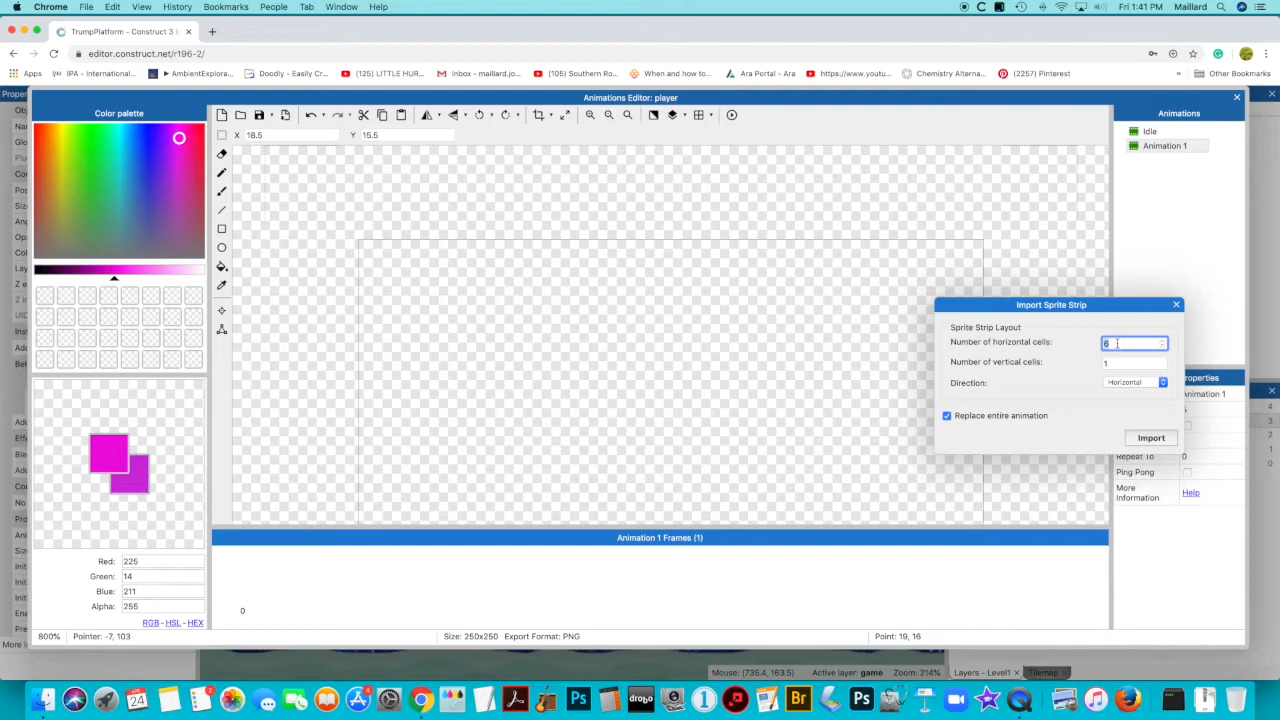 Chrome File Edit View History Bookmarks People Tab Window Help Fri 1:41 PM Maillard
TrumpPlatform - Construct 3
editor.construct.net/r196-2/
Apps IPA - International... AmbientExplora... Doodly - Easily Cr... (125) LITTLE HUR... Inbox - maillard.jo... (105) Southern Ro... When and how to... Ara Portal - Ara https://www.youtu... Chemistry Alterna... (2257) Pinterest » Other Bookmarks
Animations Editor: player
Color palette
Animations
X 18.5 Y 15.5
Idle
Animation 1
Import Sprite Strip
Sprite Strip Layout
Number of horizontal cells: 6
Number of vertical cells: 1
Direction: Horizontal
Replace entire animation
Import
Properties
Animation 1
Repeat To 0
Ping Pong
More Information Help
4
3
2
1
0
Animation 1 Frames (1)
0
Red: 225
Green: 14
Blue: 211
Alpha: 255
RGB - HSL - HEX
800% Pointer: -7, 103 Size: 250x250 Export Format: PNG Point: 19, 16
Mouse: (735.4, 163.5) Active layer: game Zoom: 214% Layers - Level1 Tilemap